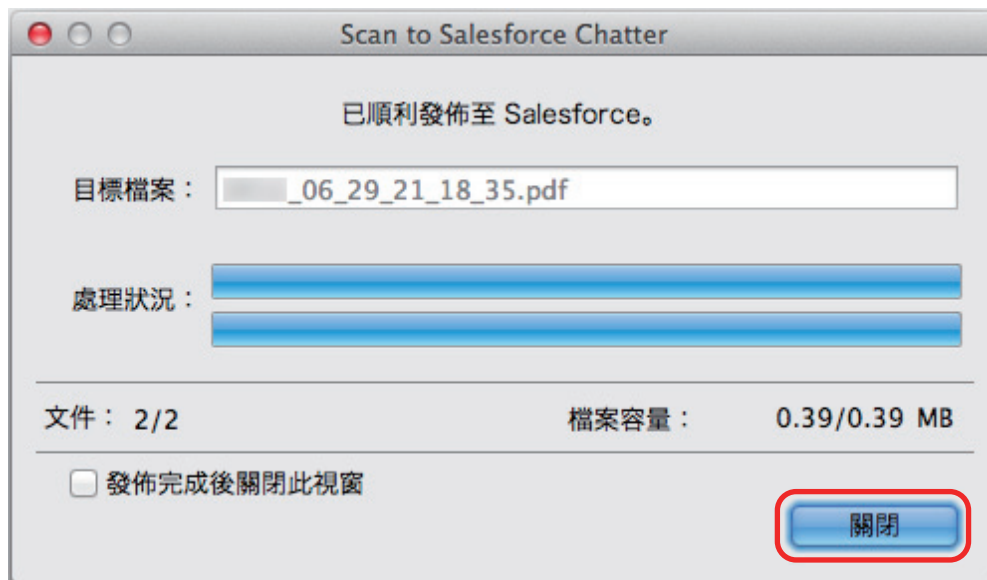 Scan to Salesforce Chatter
已順利發佈至 Salesforce。
目標檔案： _06_29_21_18_35.pdf
處理狀況：
文件： 2/2 檔案容量： 0.39/0.39 MB
發佈完成後關閉此視窗
關閉